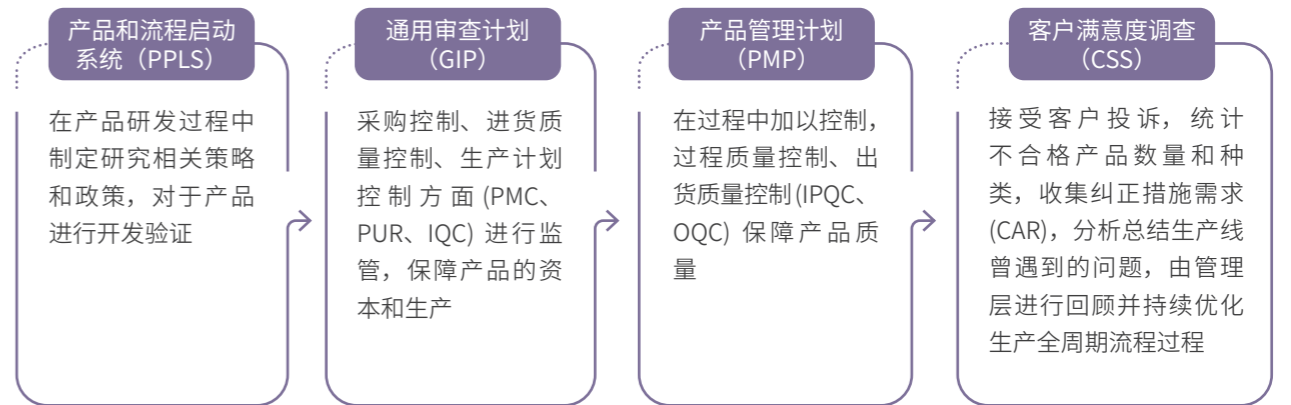 产品和流程启动
系统（PPLS）
在产品研发过程中
制定研究相关策略
和政策，对于产品
进行开发验证
通用审查计划
（GIP）
采购控制、进货质
量控制、生产计划
控制方面(PMC、
PUR、IQC) 进行监
管，保障产品的资
本和生产
产品管理计划
（PMP）
在过程中加以控制，
过程质量控制、出
货质量控制(IPQC、
OQC) 保障产品质
量
客户满意度调查
（CSS）
接受客户投诉，统计
不合格产品数量和种
类，收集纠正措施需求
(CAR)，分析总结生产线
曾遇到的问题，由管理
层进行回顾并持续优化
生产全周期流程过程